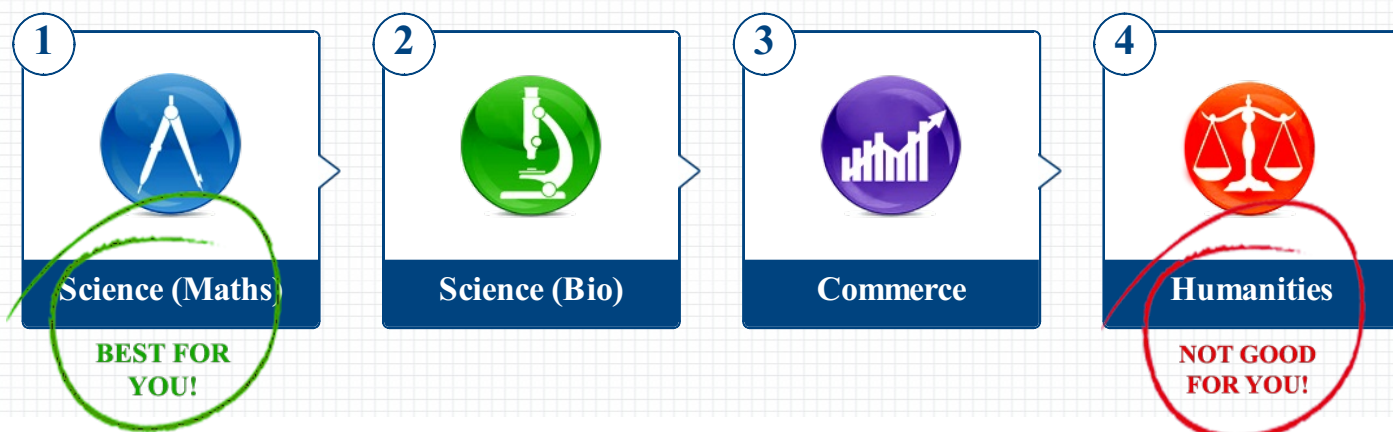 1
2
3
4
Science (Maths)
Science (Bio)
Commerce
Humanities
BEST FOR
YOU!
NOT GOOD
FOR YOU!